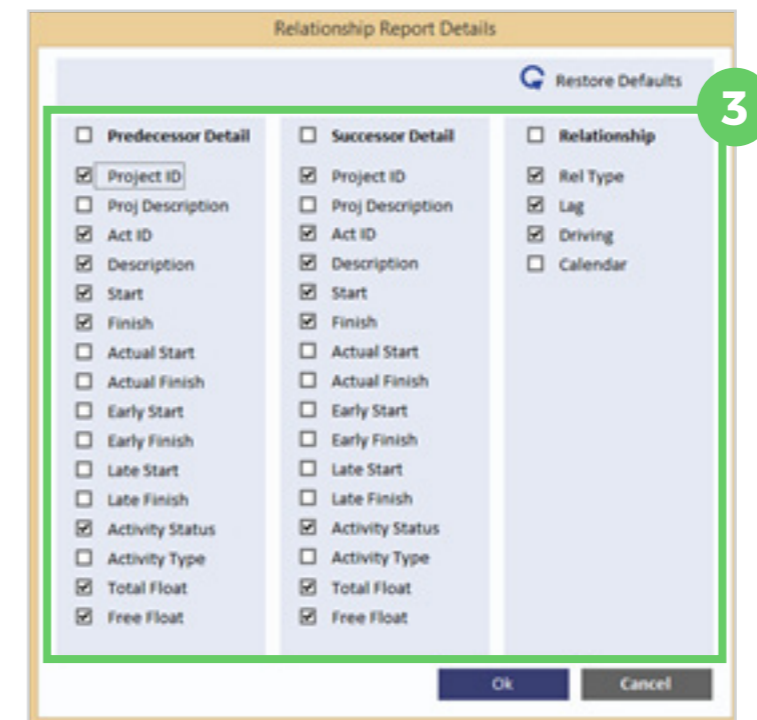 Relationship Report Details
Restore Defaults
3
Predecessor Detail
Project ID
Proj Description
Act ID
Description
Start
Finish
Actual Start
Actual Finish
Early Start
Early Finish
Late Start
Late Finish
Activity Status
Activity Type
Total Float
Free Float
Successor Detail
Project ID
Proj Description
Act ID
Description
Start
Finish
Actual Start
Actual Finish
Early Start
Early Finish
Late Start
Late Finish
Activity Status
Activity Type
Total Float
Free Float
Relationship
Rel Type
Lag
Driving
Calendar
Ok
Cancel